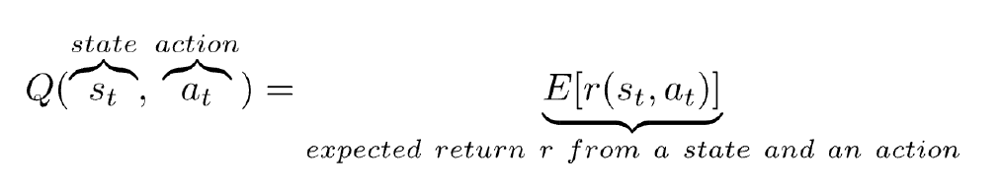 state action
Q(s_t, a_t) = E[r(s_t, a_t)]
expected return r from a state and an action